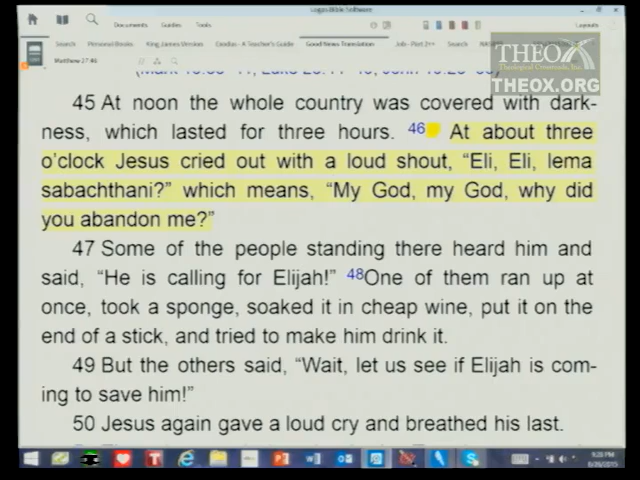 Logos Bible Software
Documents Guides Tools
Layouts
Search Personal Books King James Version Exodus - A Teacher's Guide Good News Translation Job - Part 2 Search
Matthew 27:46
THEOX
THEOX.ORG
45 At noon the whole country was covered with dark-
ness, which lasted for three hours. 46 At about three
o'clock Jesus cried out with a loud shout, “Eli, Eli, lema
sabachthani?” which means, “My God, my God, why did
you abandon me?”
47 Some of the people standing there heard him and
said, “He is calling for Elijah!” 48One of them ran up at
once, took a sponge, soaked it in cheap wine, put it on the
end of a stick, and tried to make him drink it.
49 But the others said, “Wait, let us see if Elijah is com-
ing to save him!”
50 Jesus again gave a loud cry and breathed his last.